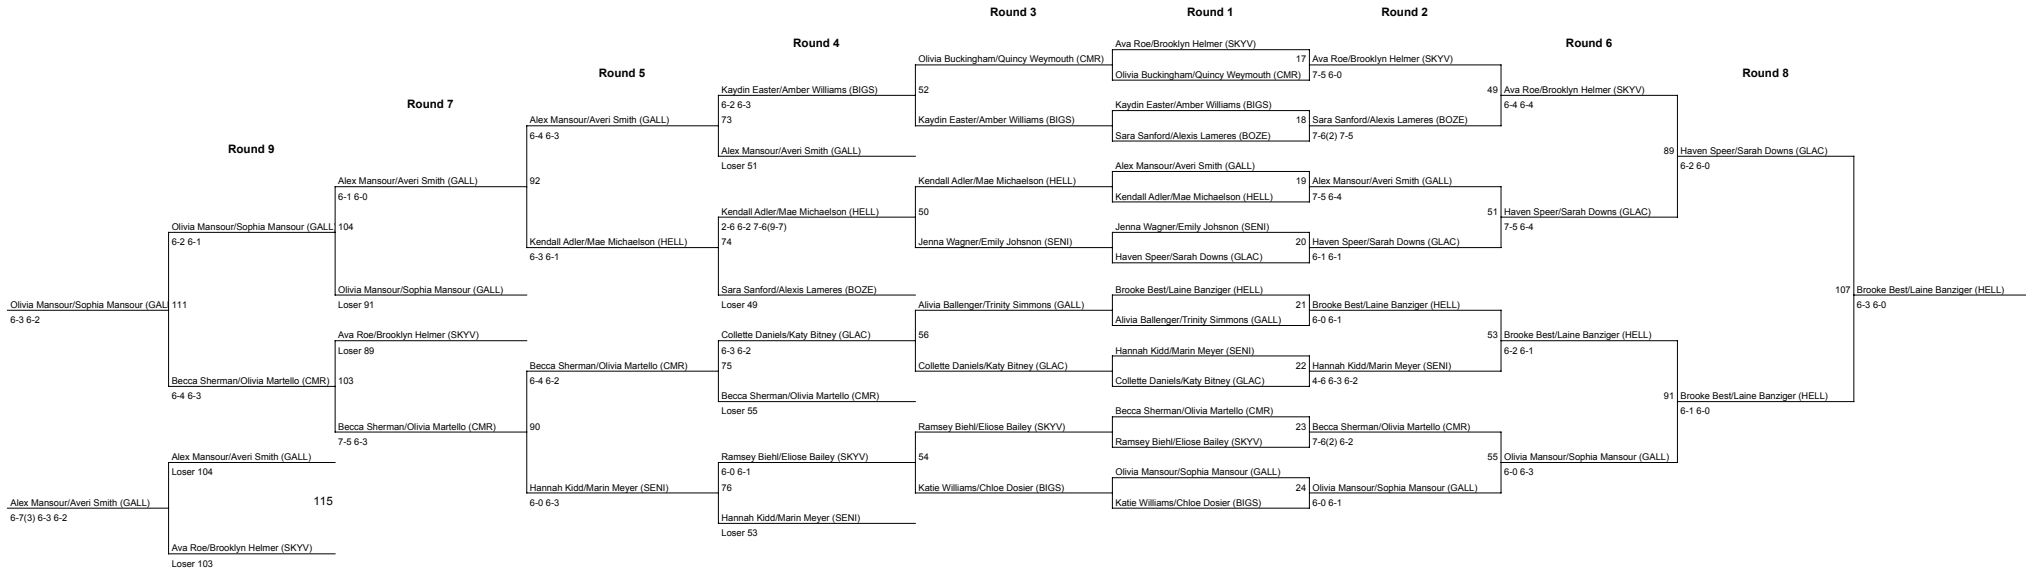 Round 3
Round 1
Round 2
Round 4
Round 6
Round 5
Round 8
Round 7
Round 9
Olivia Mansour/Sophia Mansour (GAL
6-3 6-2
Alex Mansour/Averi Smith (GALL)
6-7(3) 6-3 6-2
Olivia Mansour/Sophia Mansour (GALL
6-2 6-1
111
Becca Sherman/Olivia Martello (CMR)
6-4 6-3
Alex Mansour/Averi Smith (GALL)
Loser 104
115
Ava Roe/Brooklyn Helmer (SKYV)
Loser 103
Alex Mansour/Averi Smith (GALL)
6-1 6-0
104
Olivia Mansour/Sophia Mansour (GALL)
Loser 91
Ava Roe/Brooklyn Helmer (SKYV)
Loser 89
103
Becca Sherman/Olivia Martello (CMR)
7-5 6-3
Alex Mansour/Averi Smith (GALL)
6-4 6-3
92
Kendall Adler/Mae Michaelson (HELL)
6-3 6-1
Becca Sherman/Olivia Martello (CMR)
6-4 6-2
90
Hannah Kidd/Marin Meyer (SENI)
6-0 6-3
Kaydin Easter/Amber Williams (BIGS)
6-2 6-3
73
Alex Mansour/Averi Smith (GALL)
Loser 51
Kendall Adler/Mae Michaelson (HELL)
2-6 6-2 7-6(9-7)
74
Sara Sanford/Alexis Lameres (BOZE)
Loser 49
Collette Daniels/Katy Bitney (GLAC)
6-3 6-2
75
Becca Sherman/Olivia Martello (CMR)
Loser 55
Ramsey Biehl/Eliose Bailey (SKYV)
6-0 6-1
76
Hannah Kidd/Marin Meyer (SENI)
Loser 53
Olivia Buckingham/Quincy Weymouth (CMR)
52
Kaydin Easter/Amber Williams (BIGS)
Kendall Adler/Mae Michaelson (HELL)
50
Jenna Wagner/Emily Johsnon (SENI)
Alivia Ballenger/Trinity Simmons (GALL)
56
Collette Daniels/Katy Bitney (GLAC)
Ramsey Biehl/Eliose Bailey (SKYV)
54
Katie Williams/Chloe Dosier (BIGS)
Ava Roe/Brooklyn Helmer (SKYV)
17
Olivia Buckingham/Quincy Weymouth (CMR)
Kaydin Easter/Amber Williams (BIGS)
18
Sara Sanford/Alexis Lameres (BOZE)
Alex Mansour/Averi Smith (GALL)
19
Kendall Adler/Mae Michaelson (HELL)
Jenna Wagner/Emily Johsnon (SENI)
20
Haven Speer/Sarah Downs (GLAC)
Brooke Best/Laine Banziger (HELL)
21
Alivia Ballenger/Trinity Simmons (GALL)
Hannah Kidd/Marin Meyer (SENI)
22
Collette Daniels/Katy Bitney (GLAC)
Becca Sherman/Olivia Martello (CMR)
23
Ramsey Biehl/Eliose Bailey (SKYV)
Olivia Mansour/Sophia Mansour (GALL)
24
Katie Williams/Chloe Dosier (BIGS)
Ava Roe/Brooklyn Helmer (SKYV)
7-5 6-0
49
Sara Sanford/Alexis Lameres (BOZE)
7-6(2) 7-5
Alex Mansour/Averi Smith (GALL)
7-5 6-4
51
Haven Speer/Sarah Downs (GLAC)
6-1 6-1
Brooke Best/Laine Banziger (HELL)
6-0 6-1
53
Hannah Kidd/Marin Meyer (SENI)
4-6 6-3 6-2
Becca Sherman/Olivia Martello (CMR)
7-6(2) 6-2
55
Olivia Mansour/Sophia Mansour (GALL)
6-0 6-1
Ava Roe/Brooklyn Helmer (SKYV)
6-4 6-4
89
Haven Speer/Sarah Downs (GLAC)
7-5 6-4
Brooke Best/Laine Banziger (HELL)
6-2 6-1
91
Olivia Mansour/Sophia Mansour (GALL)
6-0 6-3
Haven Speer/Sarah Downs (GLAC)
6-2 6-0
107
Brooke Best/Laine Banziger (HELL)
6-1 6-0
Brooke Best/Laine Banziger (HELL)
6-3 6-0